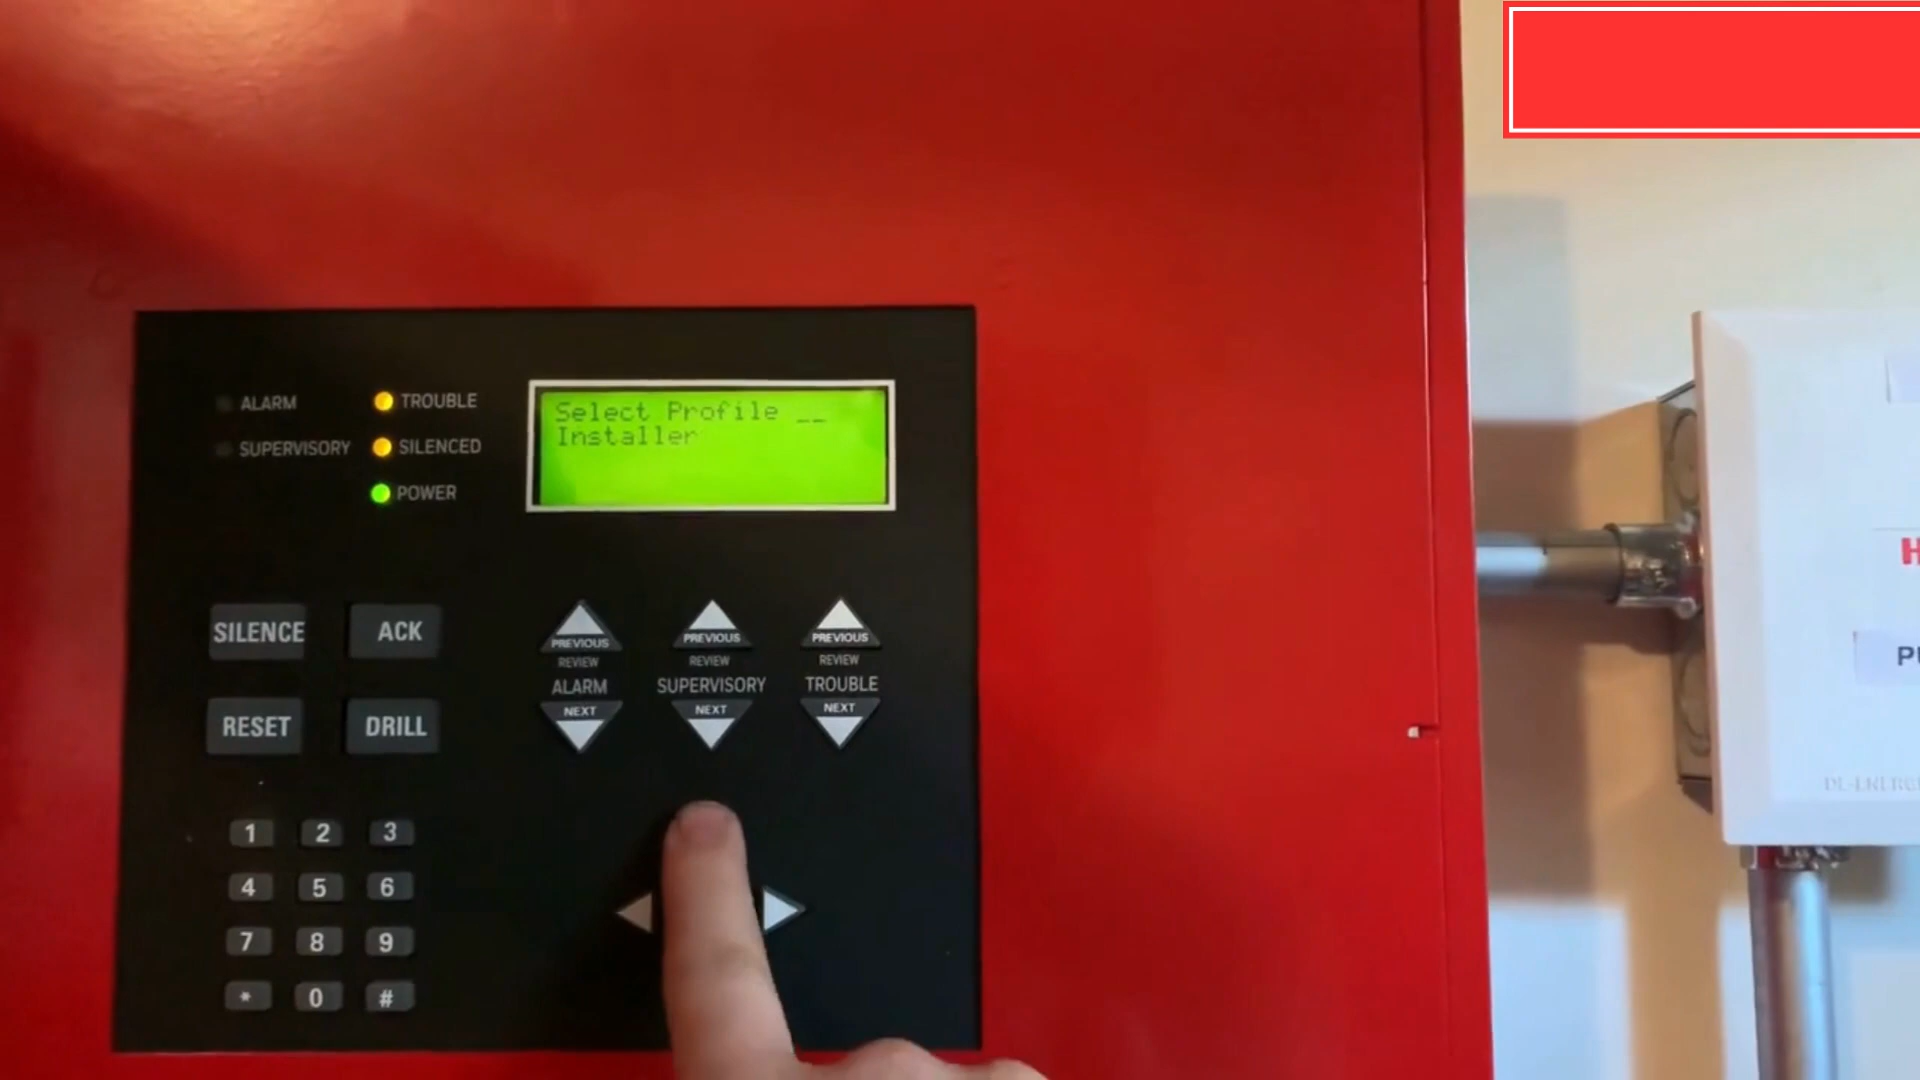 ALARM
TROUBLE
SUPERVISORY
SILENCED
POWER
Select Profile __
Installer
SILENCE
ACK
RESET
DRILL
PREVIOUS
REVIEW
ALARM
NEXT
PREVIOUS
REVIEW
SUPERVISORY
NEXT
PREVIOUS
REVIEW
TROUBLE
NEXT
1 2 3
4 5 6
7 8 9
* 0 #